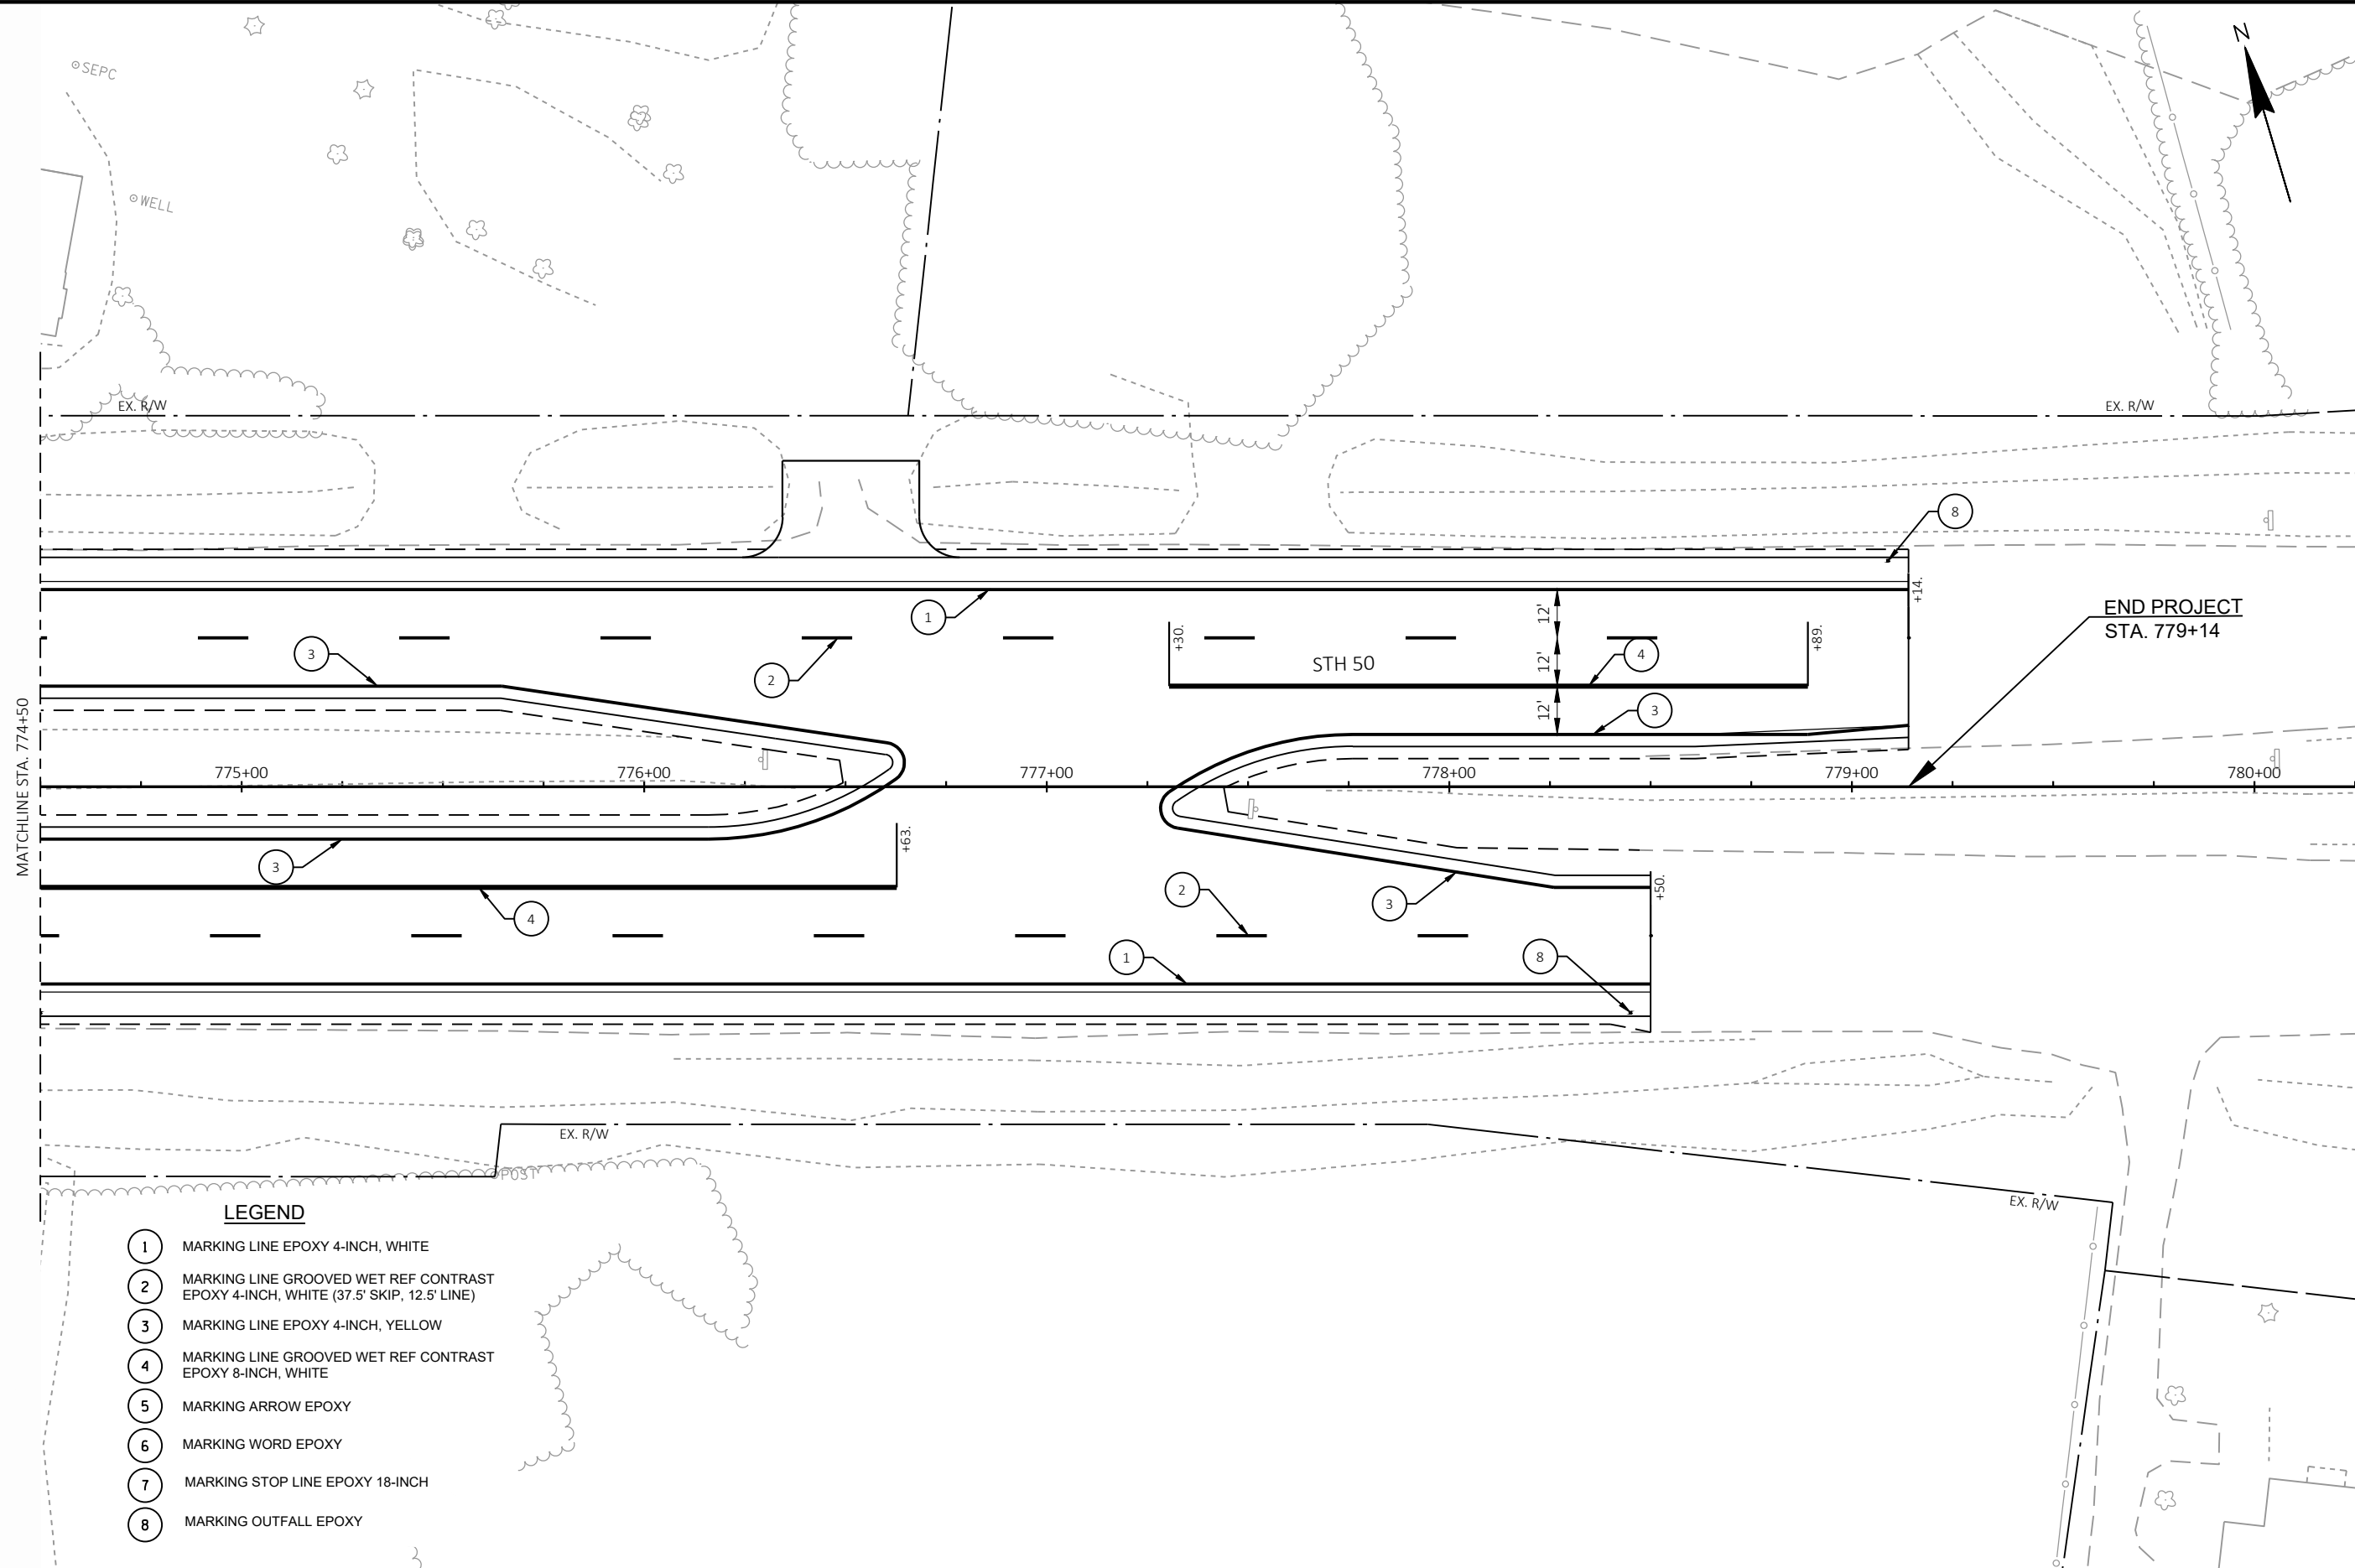 N
SEPC
WELL
EX. R/W
EX. R/W
8
+14.
1
12'
END PROJECT
STA. 779+14
3
+30.
+89.
2
STH 50
12'
4
12'
3
MATCHLINE STA. 774+50
775+00
776+00
777+00
778+00
779+00
780+00
+63.
3
+50.
4
2
3
1
8
EX. R/W
POST
EX. R/W
LEGEND
1 MARKING LINE EPOXY 4-INCH, WHITE
2 MARKING LINE GROOVED WET REF CONTRAST
EPOXY 4-INCH, WHITE (37.5' SKIP, 12.5' LINE)
3 MARKING LINE EPOXY 4-INCH, YELLOW
4 MARKING LINE GROOVED WET REF CONTRAST
EPOXY 8-INCH, WHITE
5 MARKING ARROW EPOXY
6 MARKING WORD EPOXY
7 MARKING STOP LINE EPOXY 18-INCH
8 MARKING OUTFALL EPOXY